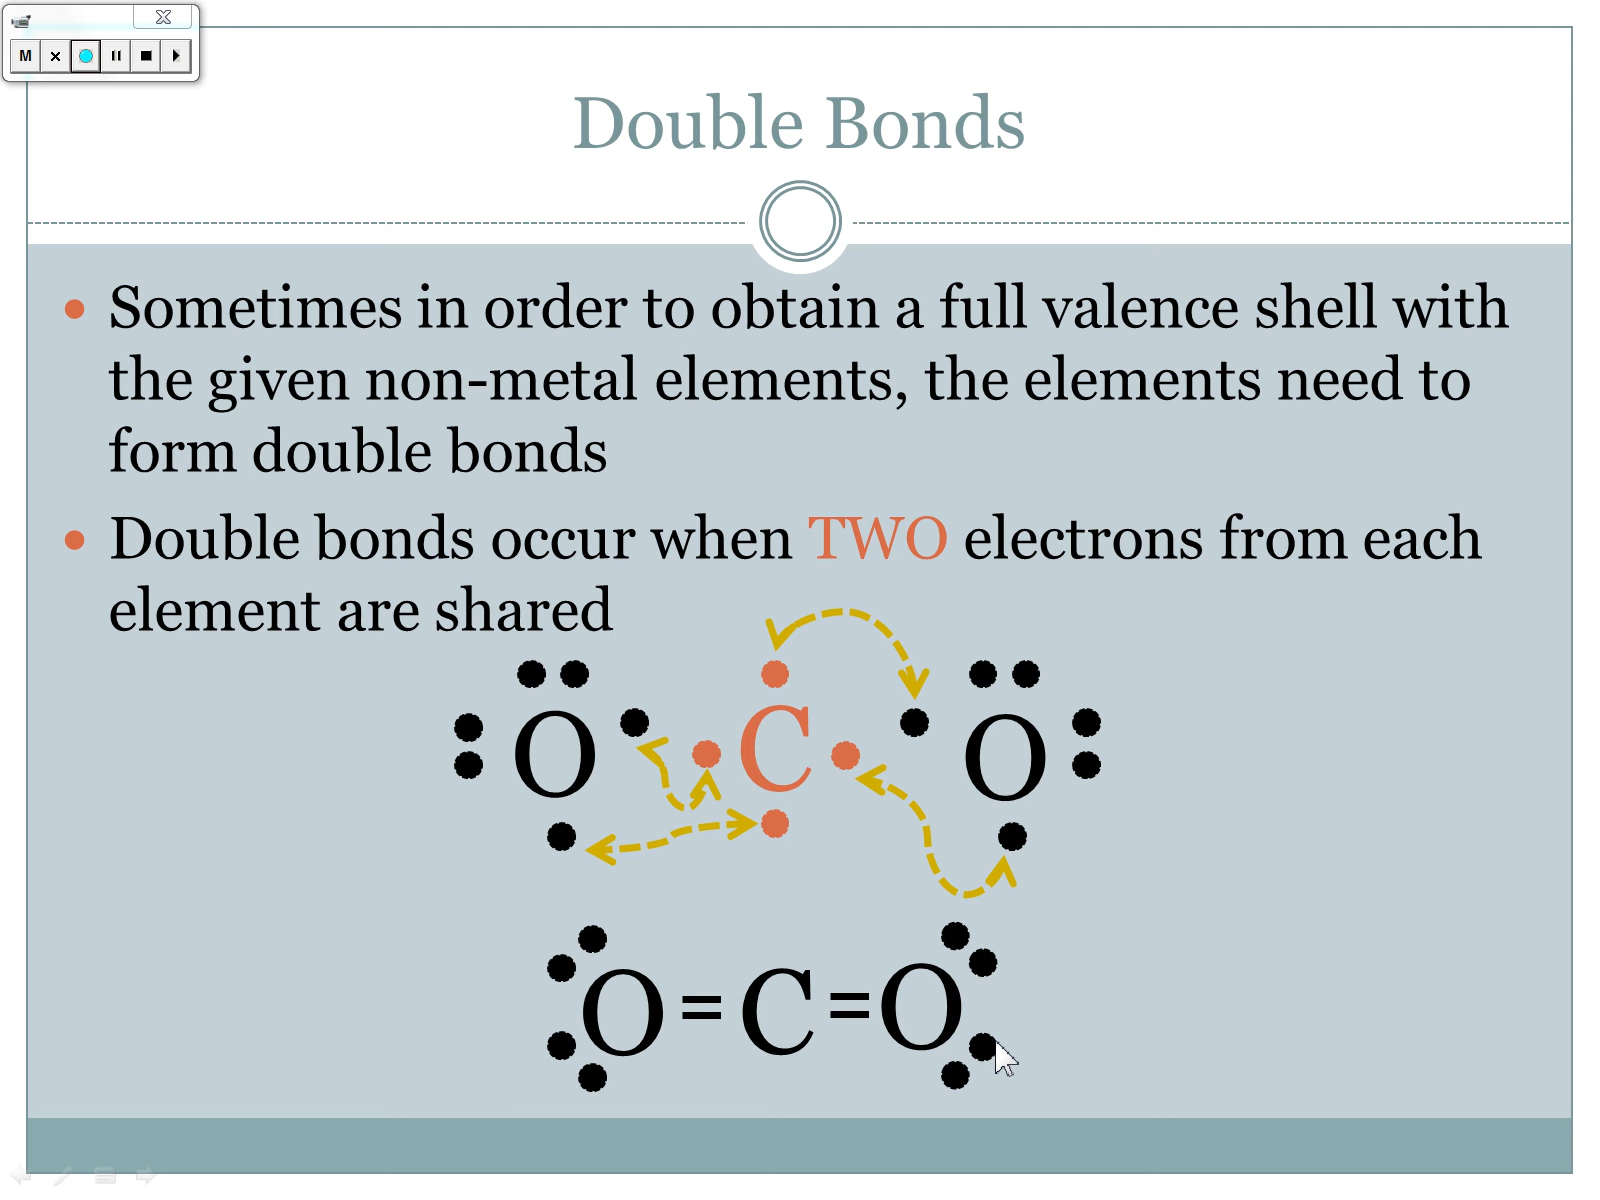 M
Double Bonds
Sometimes in order to obtain a full valence shell with
the given non-metal elements, the elements need to
form double bonds
Double bonds occur when TWO electrons from each
element are shared
O C O
O = C = O